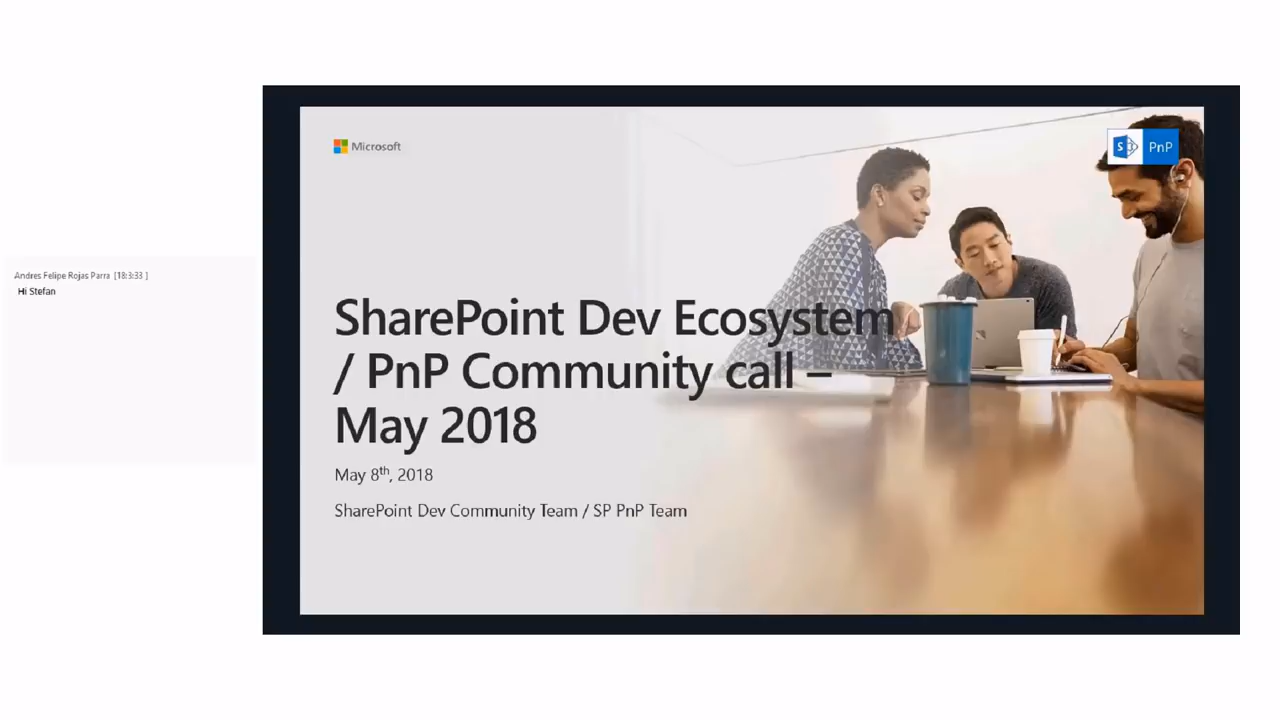 Andres Felipe Rojas Parra [18:3:33 ]
Hi Stefan
Microsoft
S
PnP
SharePoint Dev Ecosystem
/ PnP Community call –
May 2018
May 8th, 2018
SharePoint Dev Community Team / SP PnP Team